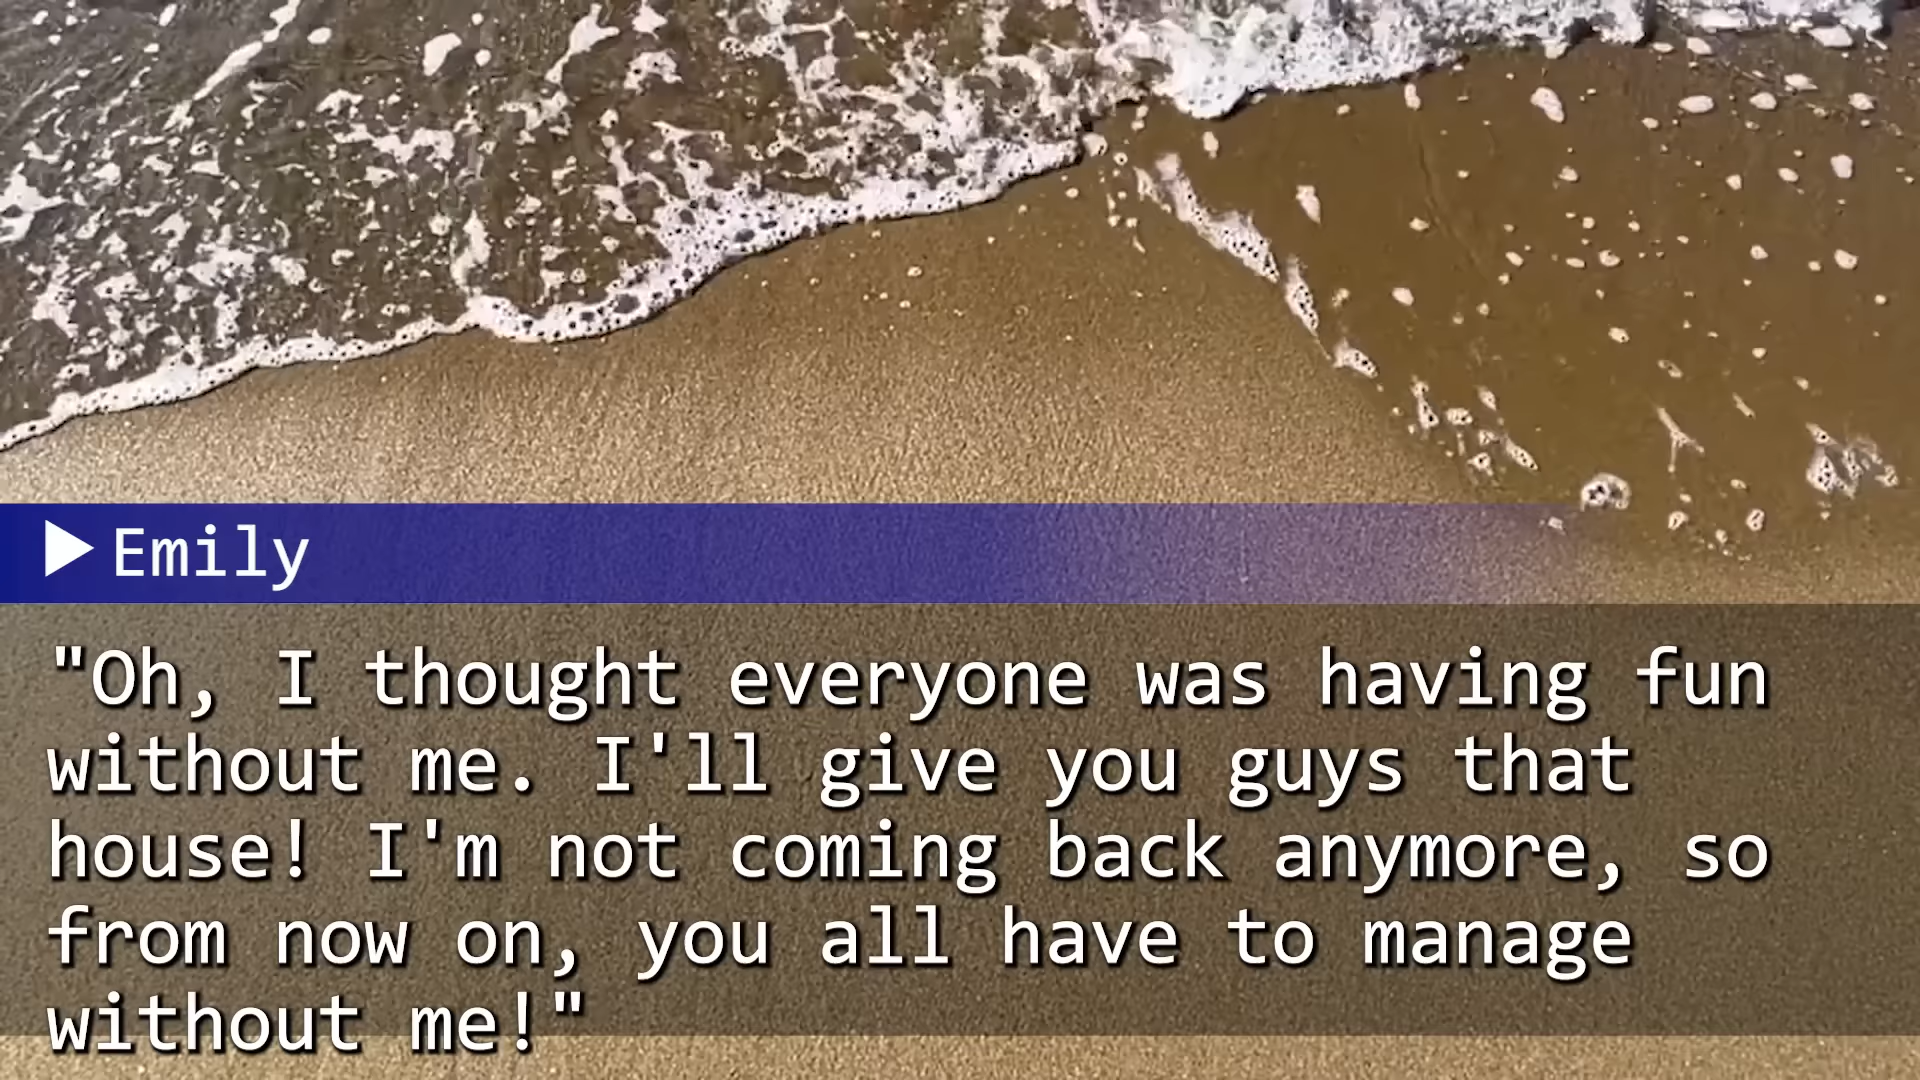 Emily
"Oh, I thought everyone was having fun
without me. I'll give you guys that
house! I'm not coming back anymore, so
from now on, you all have to manage
without me!"